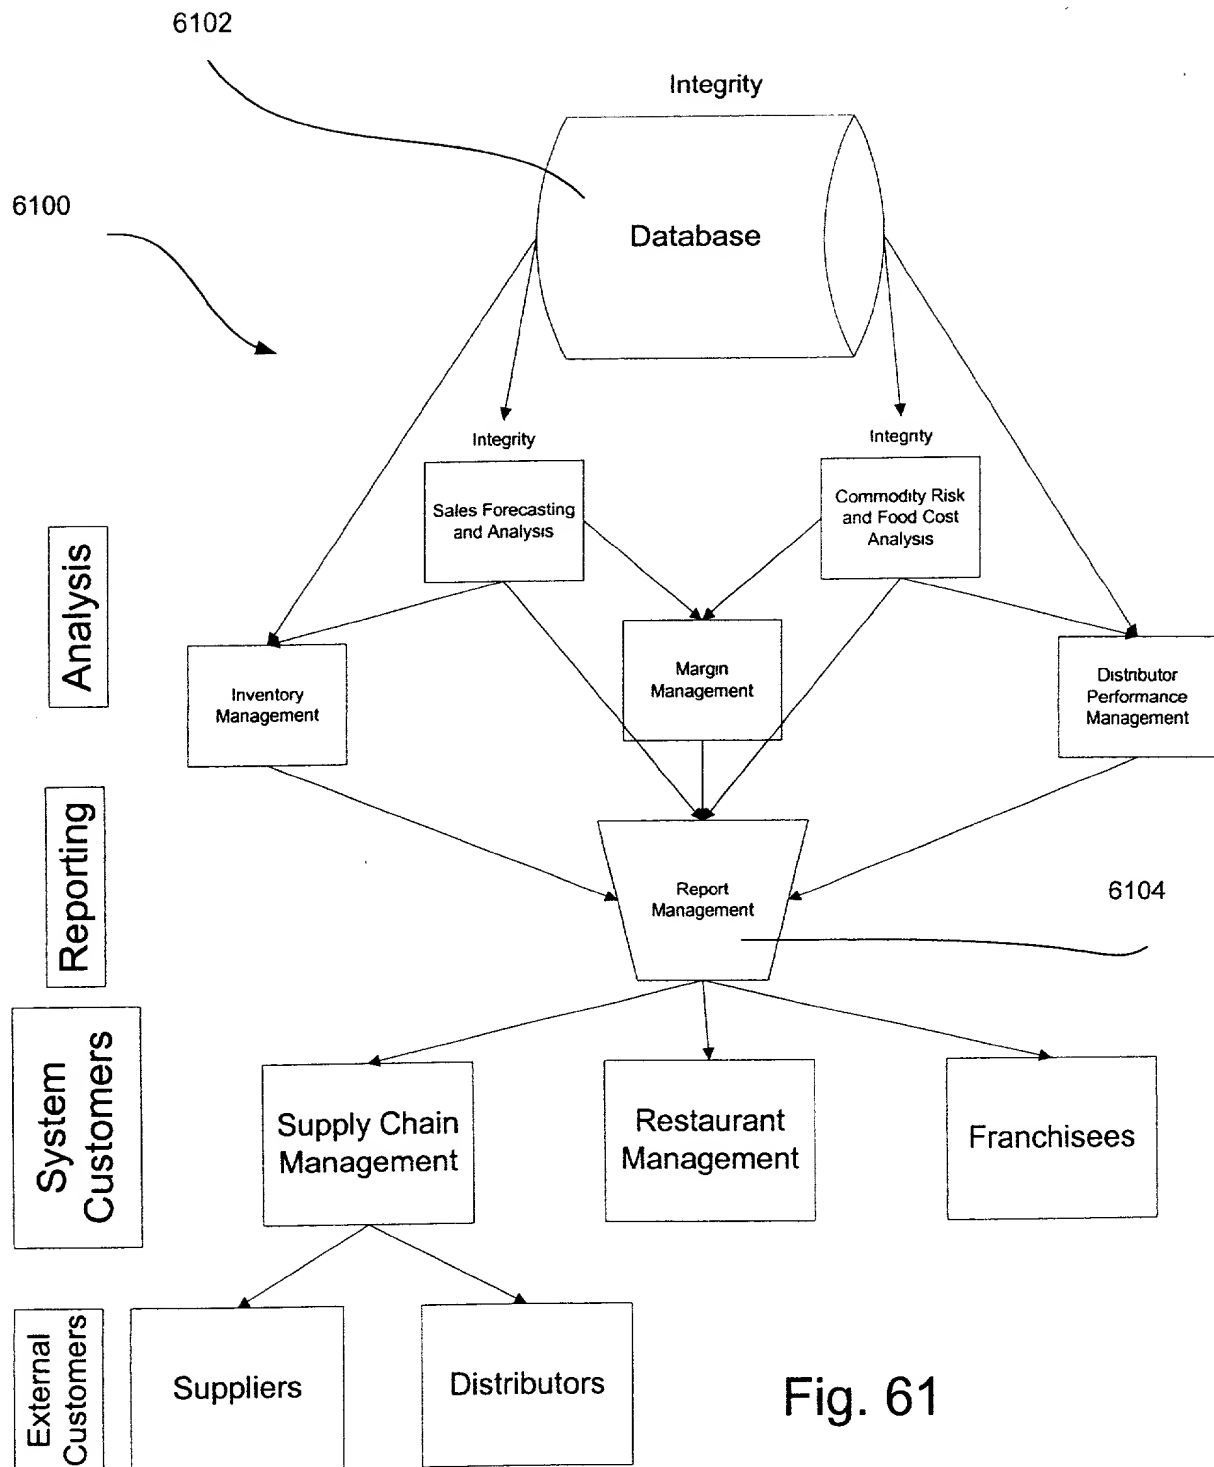 6102
Integrity
6100
Database
Integrity
Integrity
Sales Forecasting
and Analysis
Commodity Risk
and Food Cost
Analysis
Analysis
Inventory
Management
Margin
Management
Distributor
Performance
Management
Reporting
Report
Management
6104
System
Customers
Supply Chain
Management
Restaurant
Management
Franchisees
External
Customers
Suppliers
Distributors
Fig. 61